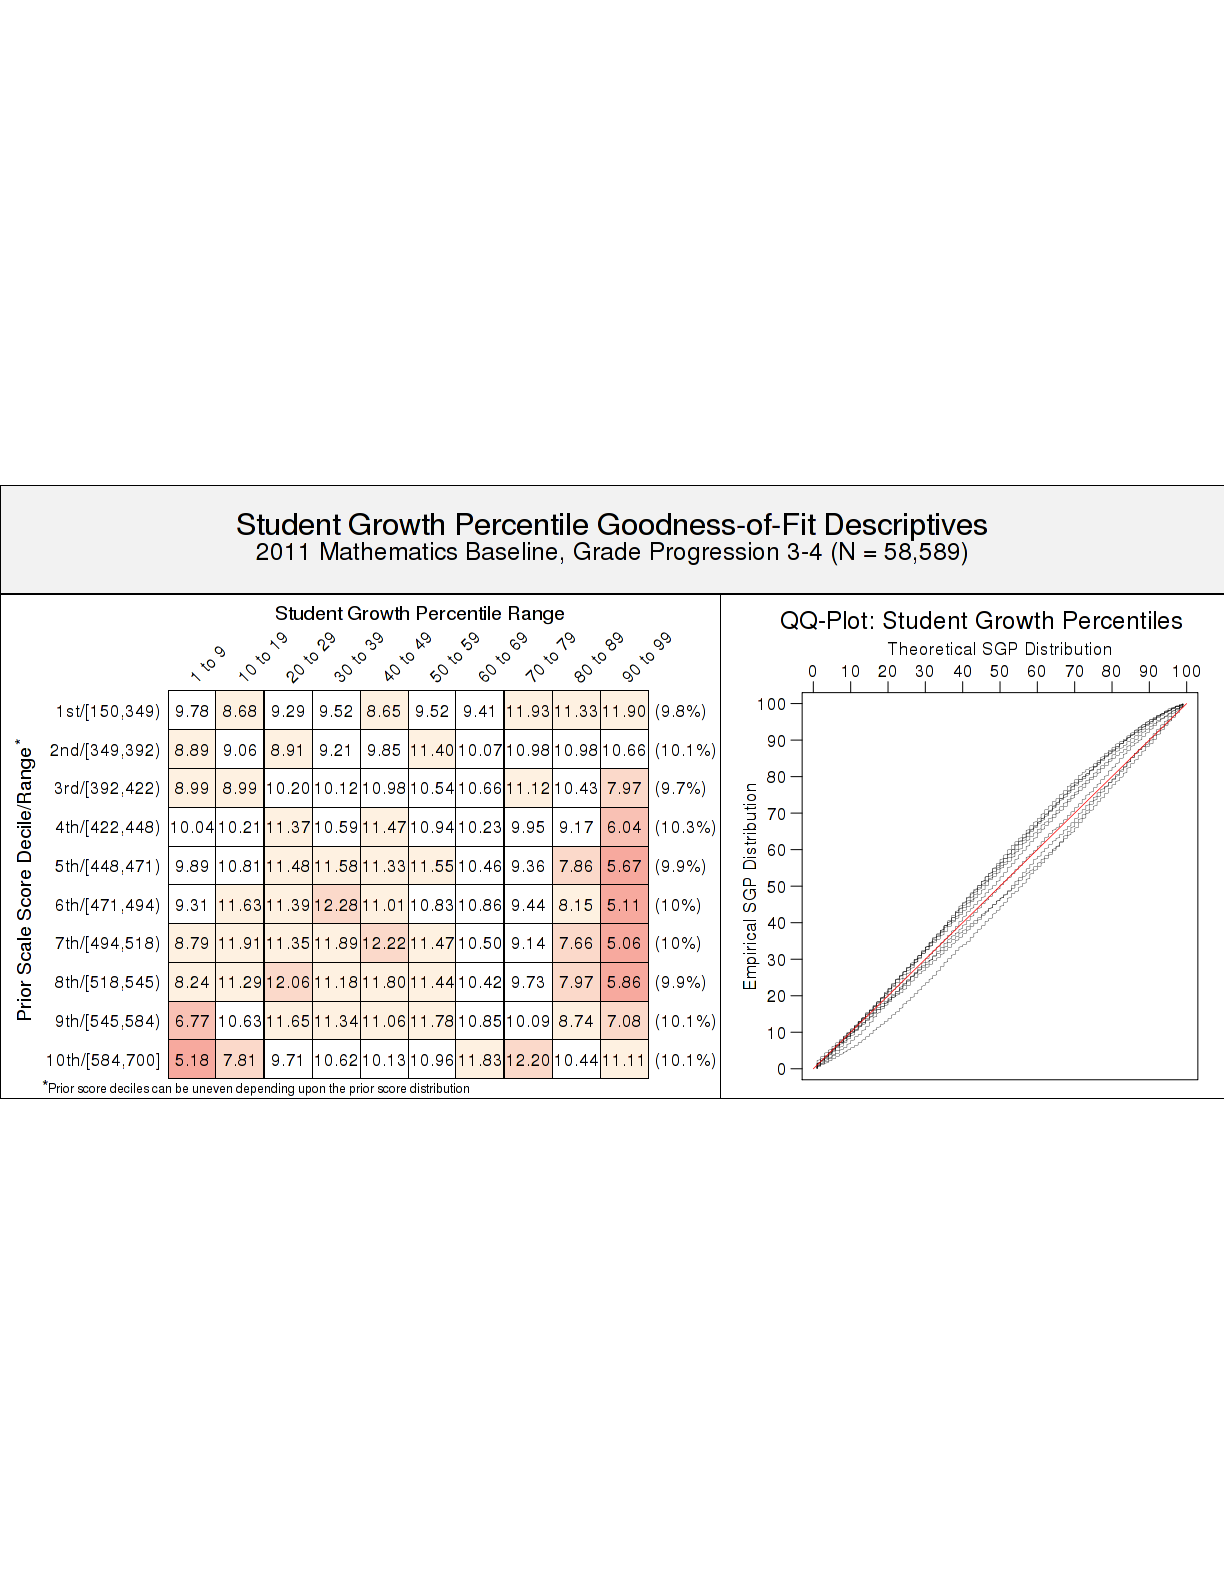 Student Growth Percentile Goodness-of-Fit Descriptives
2011 Mathematics Baseline, Grade Progression 3-4 (N = 58,589)
Student Growth Percentile Range
1 to 9 10 to 19 20 to 29 30 to 39 40 to 49 50 to 59 60 to 69 70 to 79 80 to 89 90 to 99
Prior Scale Score Decile/Range*
1st/[150,349) 9.78 8.68 9.29 9.52 8.65 9.52 9.41 11.93 11.33 11.90 (9.8%)
2nd/[349,392) 8.89 9.06 8.91 9.21 9.85 11.40 10.07 10.98 10.98 10.66 (10.1%)
3rd/[392,422) 8.99 8.99 10.20 10.12 10.98 10.54 10.66 11.12 10.43 7.97 (9.7%)
4th/[422,448) 10.04 10.21 11.37 10.59 11.47 10.94 10.23 9.95 9.17 6.04 (10.3%)
5th/[448,471) 9.89 10.81 11.48 11.58 11.33 11.55 10.46 9.36 7.86 5.67 (9.9%)
6th/[471,494) 9.31 11.63 11.39 12.28 11.01 10.83 10.86 9.44 8.15 5.11 (10%)
7th/[494,518) 8.79 11.91 11.35 11.89 12.22 11.47 10.50 9.14 7.66 5.06 (10%)
8th/[518,545) 8.24 11.29 12.06 11.18 11.80 11.44 10.42 9.73 7.97 5.86 (9.9%)
9th/[545,584) 6.77 10.63 11.65 11.34 11.06 11.78 10.85 10.09 8.74 7.08 (10.1%)
10th/[584,700] 5.18 7.81 9.71 10.62 10.13 10.96 11.83 12.20 10.44 11.11 (10.1%)
*Prior score deciles can be uneven depending upon the prior score distribution
QQ-Plot: Student Growth Percentiles
Theoretical SGP Distribution
0 10 20 30 40 50 60 70 80 90 100
Empirical SGP Distribution
100
90
80
70
60
50
40
30
20
10
0